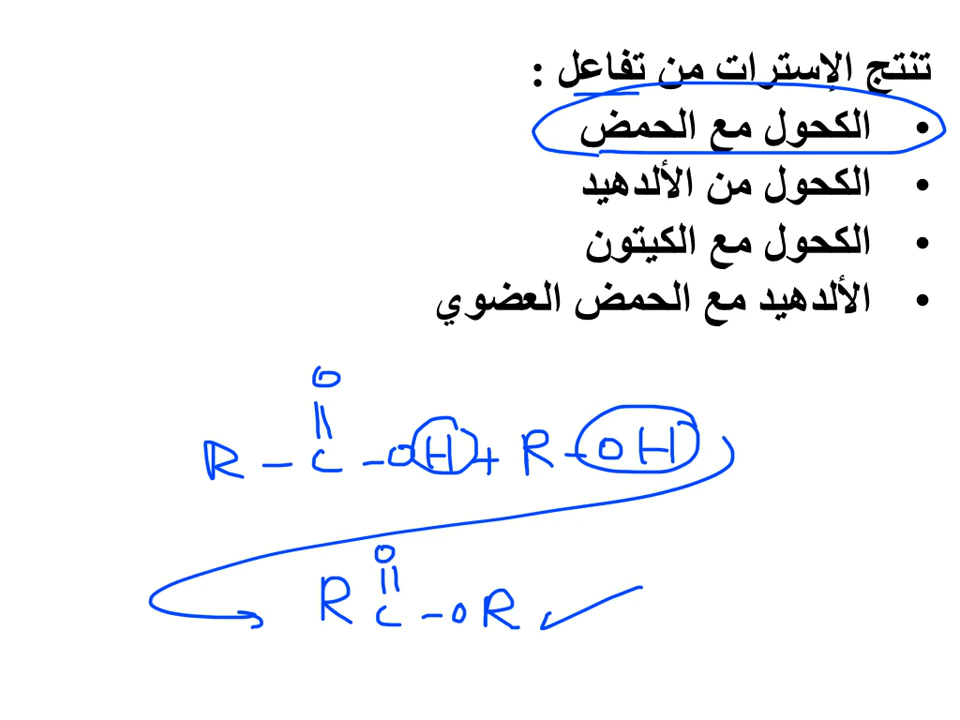 تنتج الإسترات من تفاعل :
• الكحول مع الحمض
• الكحول من الألدهيد
• الكحول مع الكيتون
• الألدهيد مع الحمض العضوي
O
||
R - C - OH + R - OH
O
||
R C - OR